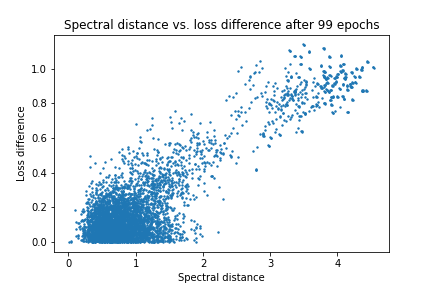 Spectral distance vs. loss difference after 99 epochs
1.0
0.8
0.6
0.4
0.2
0.0
Loss difference
0 1 2 3 4
Spectral distance